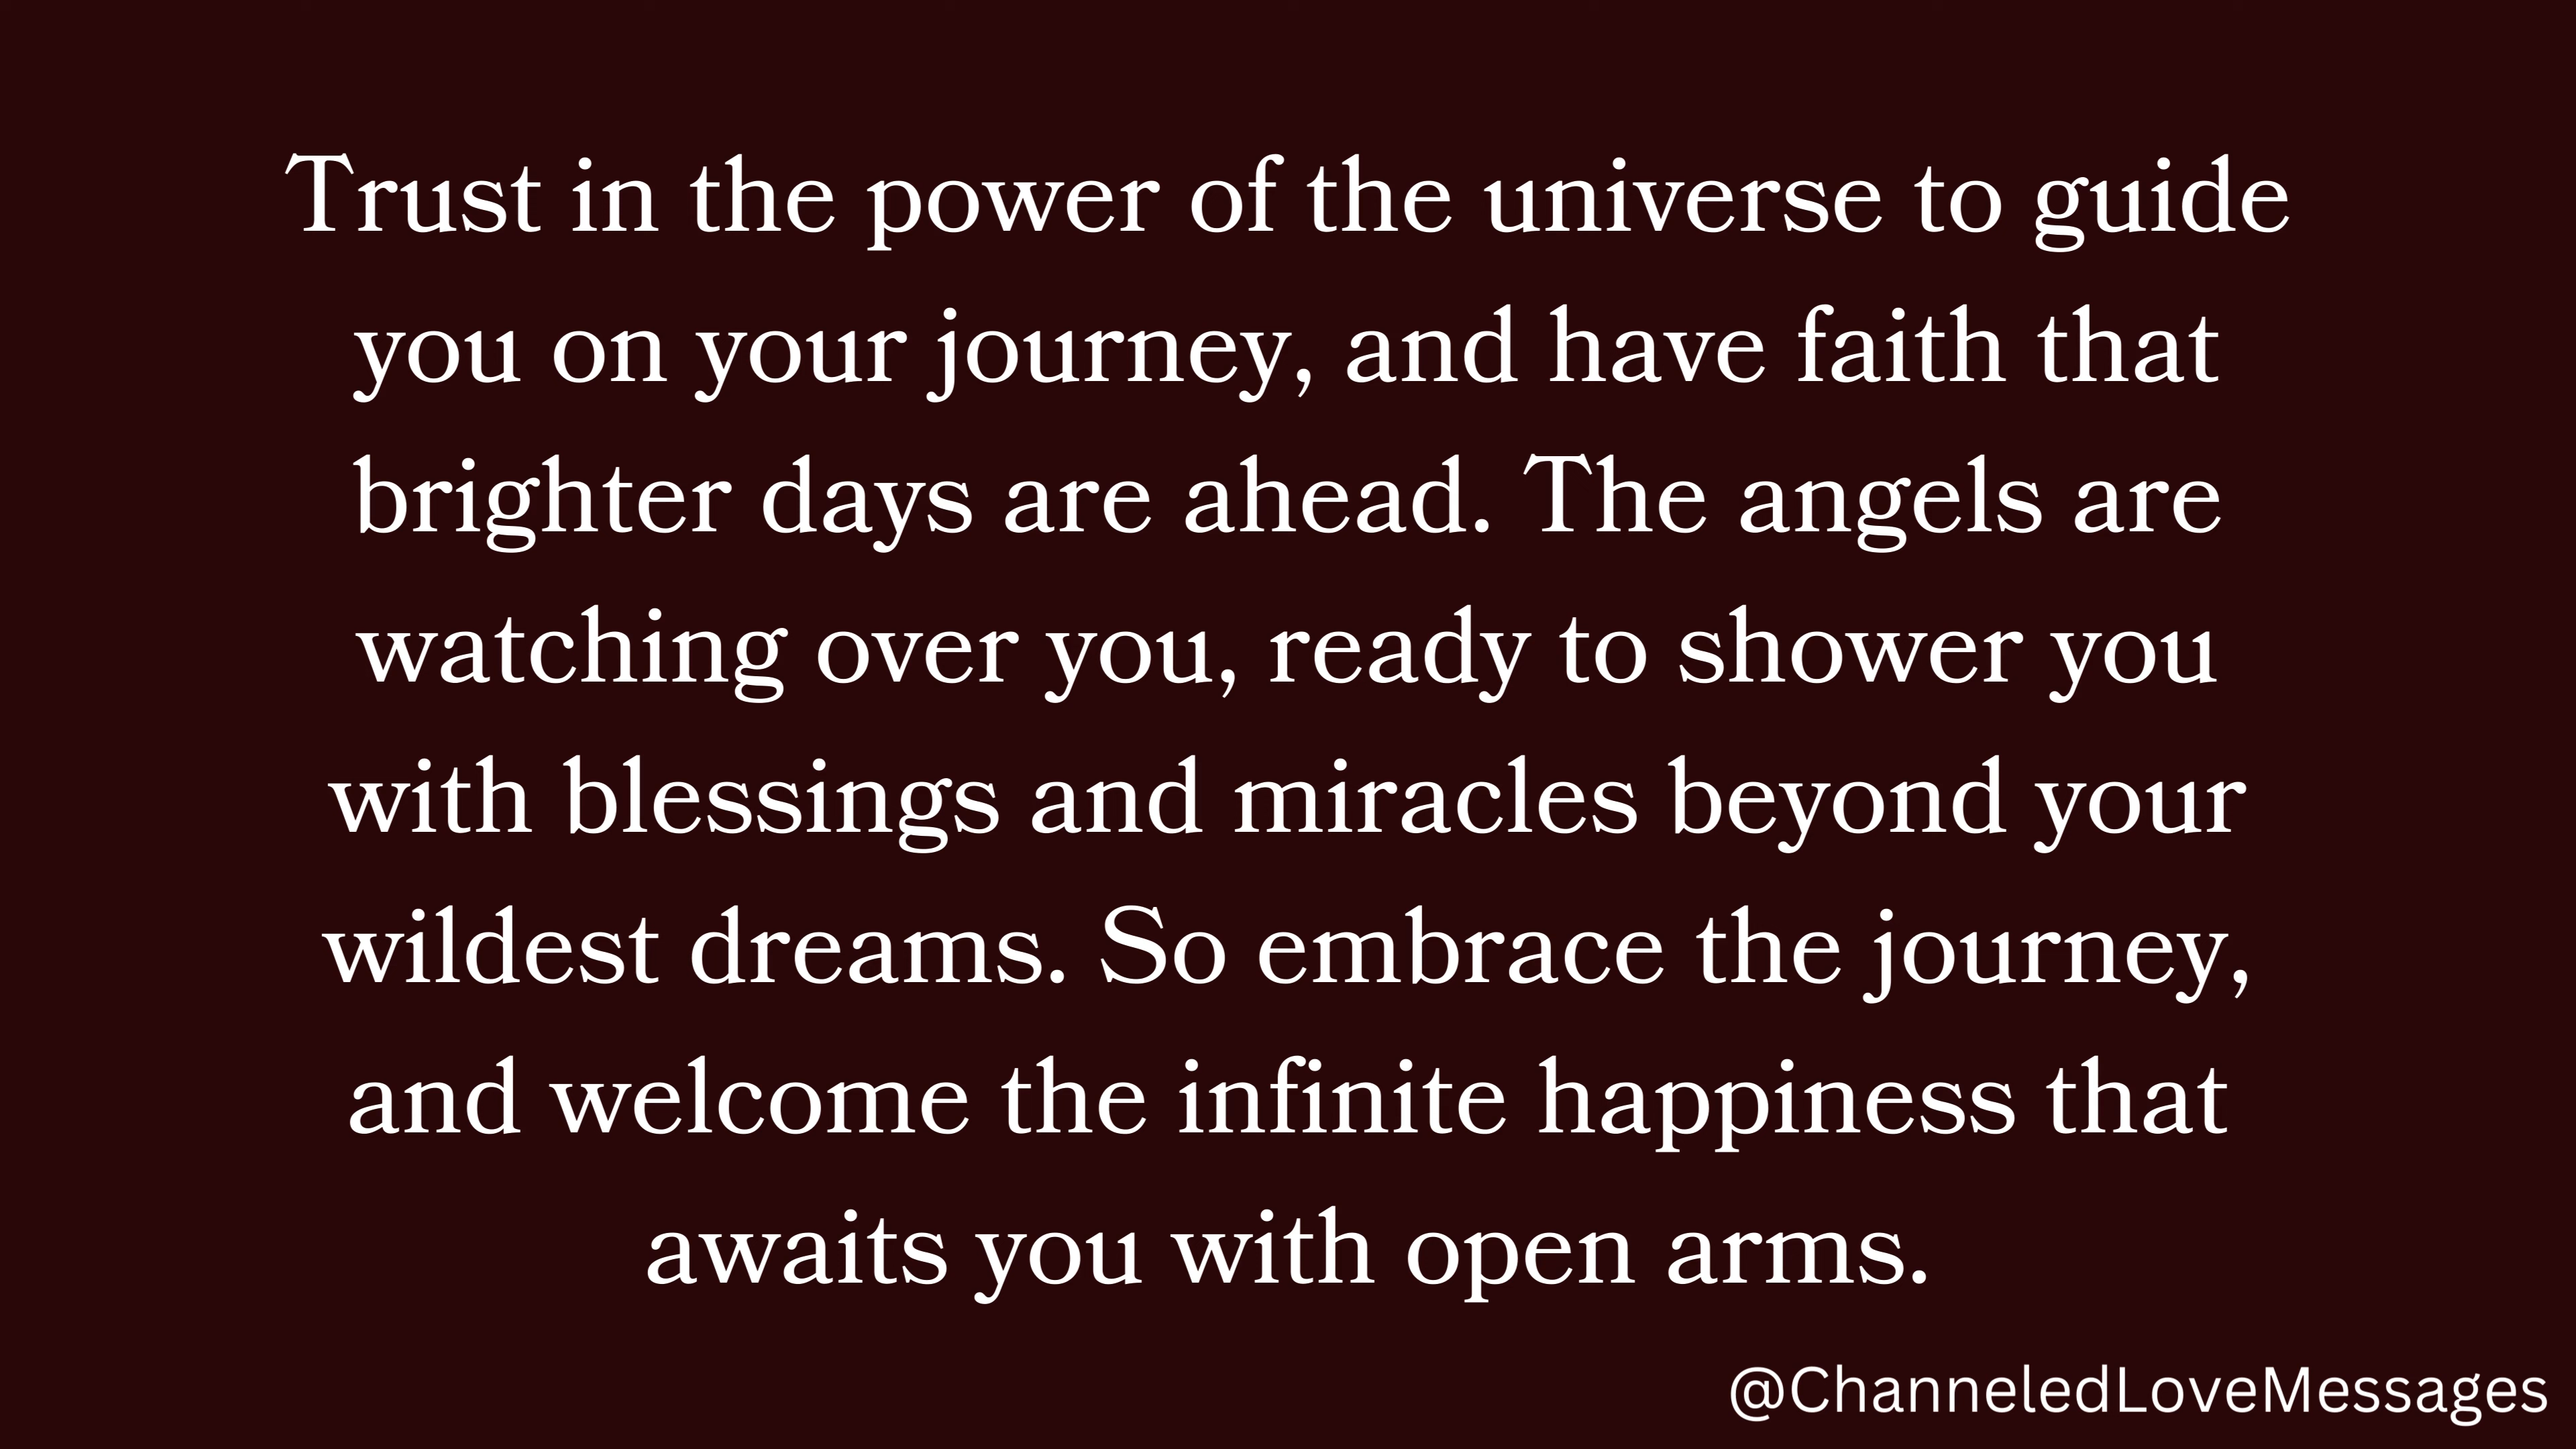 Trust in the power of the universe to guide
you on your journey, and have faith that
brighter days are ahead. The angels are
watching over you, ready to shower you
with blessings and miracles beyond your
wildest dreams. So embrace the journey,
and welcome the infinite happiness that
awaits you with open arms.
@ChanneledLoveMessages